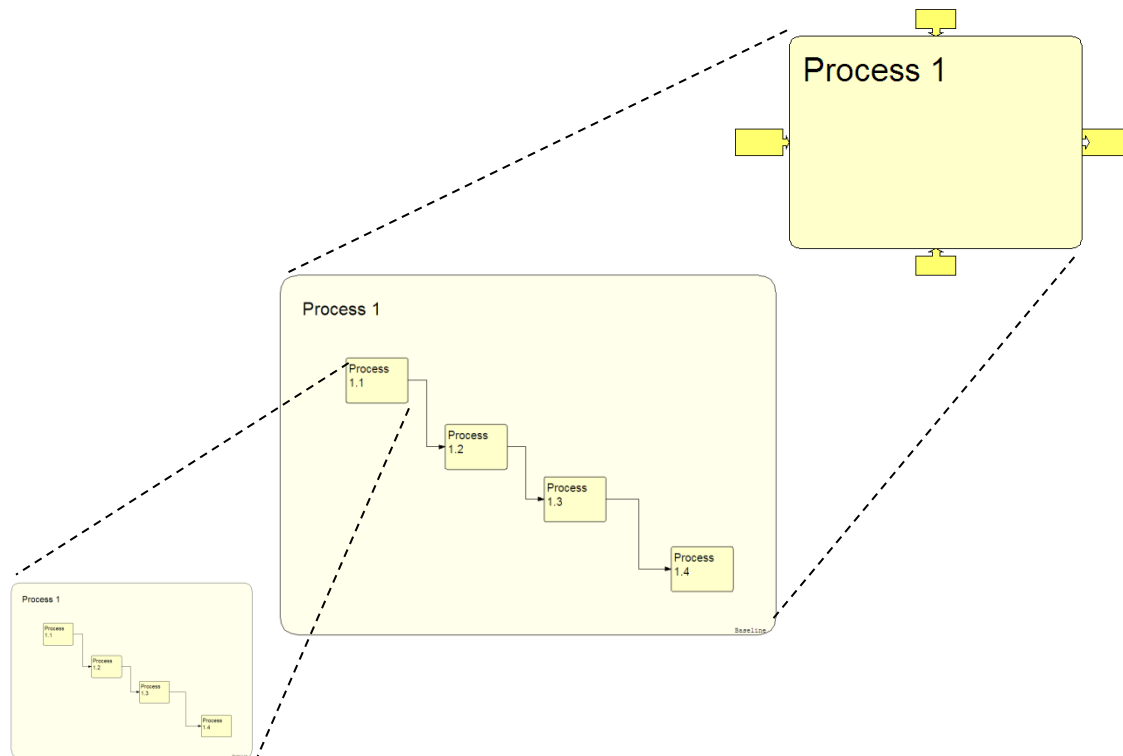 Process 1
Process 1
Process
1.1
Process
1.2
Process
1.3
Process
1.4
Baseline
Process 1
Process
1.1
Process
1.2
Process
1.3
Process
1.4